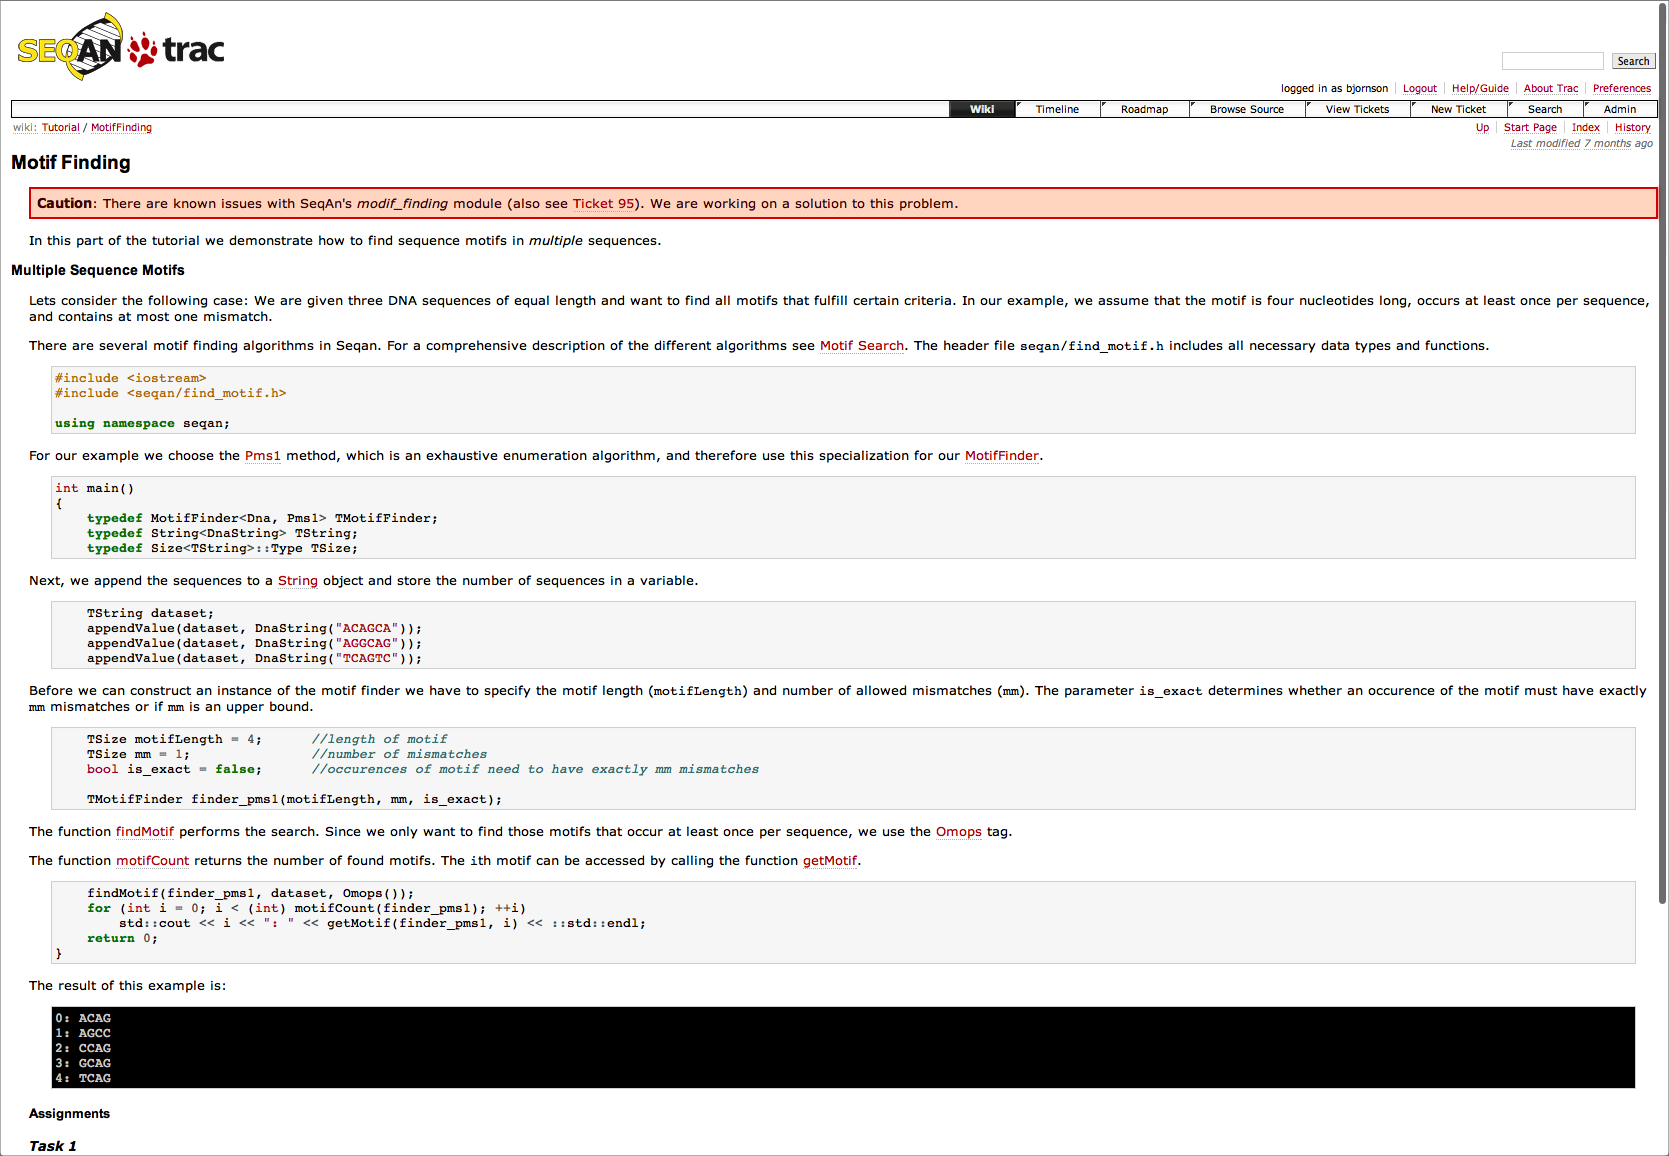 SEQAN trac
Search
logged in as bjornson Logout Help/Guide About Trac Preferences
Wiki Timeline Roadmap Browse Source View Tickets New Ticket Search Admin
wiki: Tutorial / MotifFinding Up Start Page Index History
Last modified 7 months ago
Motif Finding
Caution: There are known issues with SeqAn's modif_finding module (also see Ticket 95). We are working on a solution to this problem.
In this part of the tutorial we demonstrate how to find sequence motifs in multiple sequences.
Multiple Sequence Motifs
Lets consider the following case: We are given three DNA sequences of equal length and want to find all motifs that fulfill certain criteria. In our example, we assume that the motif is four nucleotides long, occurs at least once per sequence,
and contains at most one mismatch.
There are several motif finding algorithms in Seqan. For a comprehensive description of the different algorithms see Motif Search. The header file seqan/find_motif.h includes all necessary data types and functions.
#include <iostream>
#include <seqan/find_motif.h>
using namespace seqan;
For our example we choose the Pms1 method, which is an exhaustive enumeration algorithm, and therefore use this specialization for our MotifFinder.
int main()
{
    typedef MotifFinder<Dna, Pms1> TMotifFinder;
    typedef String<DnaString> TString;
    typedef Size<TString>::Type TSize;
Next, we append the sequences to a String object and store the number of sequences in a variable.
    TString dataset;
    appendValue(dataset, DnaString("ACAGCA"));
    appendValue(dataset, DnaString("AGGCAG"));
    appendValue(dataset, DnaString("TCAGTC"));
Before we can construct an instance of the motif finder we have to specify the motif length (motifLength) and number of allowed mismatches (mm). The parameter is_exact determines whether an occurence of the motif must have exactly
mm mismatches or if mm is an upper bound.
    TSize motifLength = 4;      //length of motif
    TSize mm = 1;               //number of mismatches
    bool is_exact = false;      //occurences of motif need to have exactly mm mismatches
    TMotifFinder finder_pms1(motifLength, mm, is_exact);
The function findMotif performs the search. Since we only want to find those motifs that occur at least once per sequence, we use the Omops tag.
The function motifCount returns the number of found motifs. The ith motif can be accessed by calling the function getMotif.
    findMotif(finder_pms1, dataset, Omops());
    for (int i = 0; i < (int) motifCount(finder_pms1); ++i)
        std::cout << i << ": " << getMotif(finder_pms1, i) << ::std::endl;
    return 0;
}
The result of this example is:
0: ACAG
1: AGCC
2: CCAG
3: GCAG
4: TCAG
Assignments
Task 1